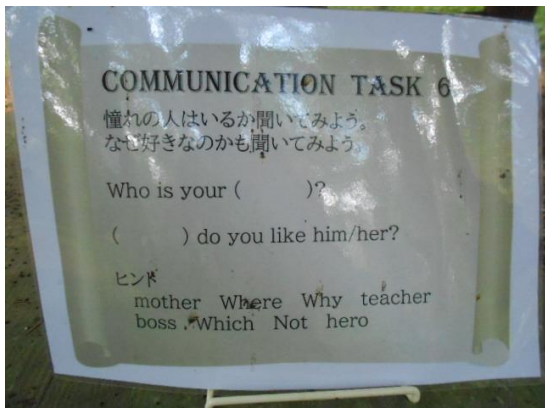 COMMUNICATION TASK 6
憧れの人はいるか聞いてみよう。
なぜ好きなのかも聞いてみよう。
Who is your (　　　)?
(　　　) do you like him/her?
ヒント
mother Where Why teacher
boss Which Not hero